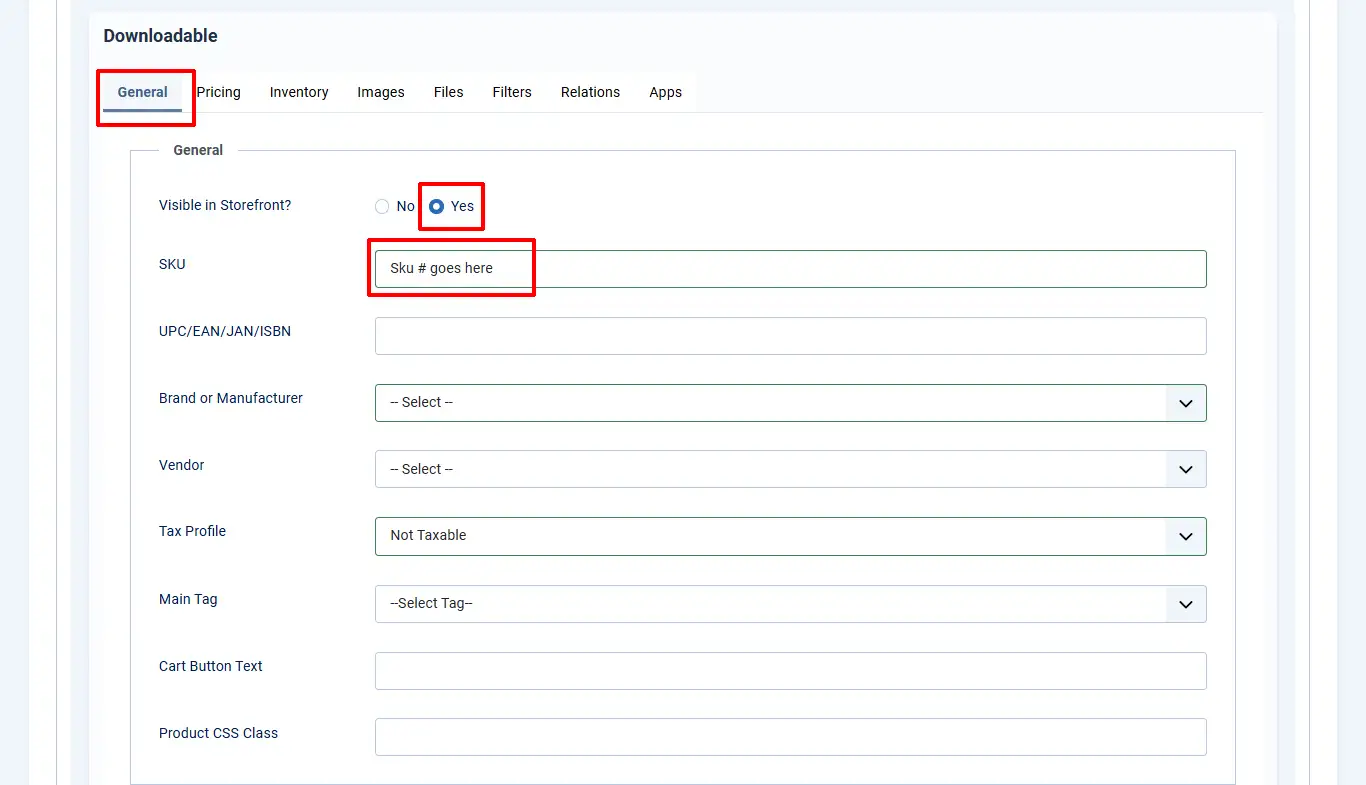 Downloadable
General Pricing Inventory Images Files Filters Relations Apps
General
Visible in Storefront? No Yes
SKU Sku # goes here
UPC/EAN/JAN/ISBN
Brand or Manufacturer -- Select --
Vendor -- Select --
Tax Profile Not Taxable
Main Tag --Select Tag--
Cart Button Text
Product CSS Class